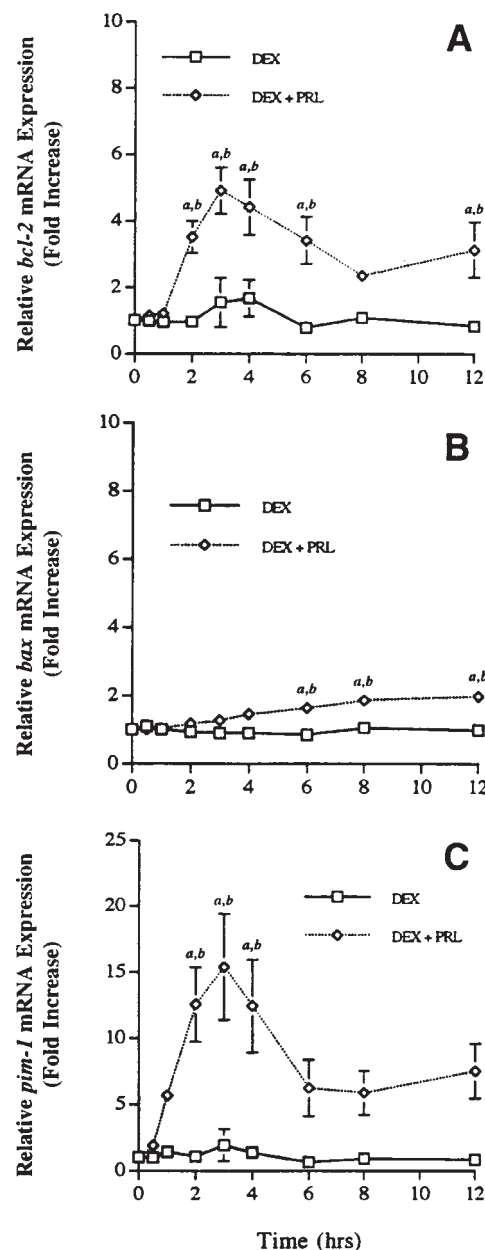 A
Relative bcl-2 mRNA Expression
(Fold Increase)
10
8
6
4
2
0
DEX
DEX + PRL
a,b
a,b
a,b
a,b
a,b
0 2 4 6 8 10 12
B
Relative bax mRNA Expression
(Fold Increase)
10
8
6
4
2
0
DEX
DEX + PRL
a,b
a,b
a,b
0 2 4 6 8 10 12
C
Relative pim-1 mRNA Expression
(Fold Increase)
25
20
15
10
5
0
DEX
DEX + PRL
a,b
a,b
a,b
0 2 4 6 8 10 12
Time (hrs)